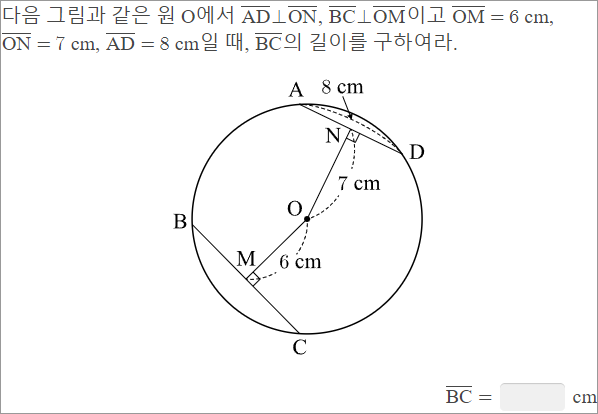 다음 그림과 같은 원 O에서 AD⊥ON, BC⊥OM이고 OM = 6 cm,
ON = 7 cm, AD = 8 cm일 때, BC의 길이를 구하여라.
A 8 cm
N D
7 cm
O
B
M 6 cm
C
BC = cm